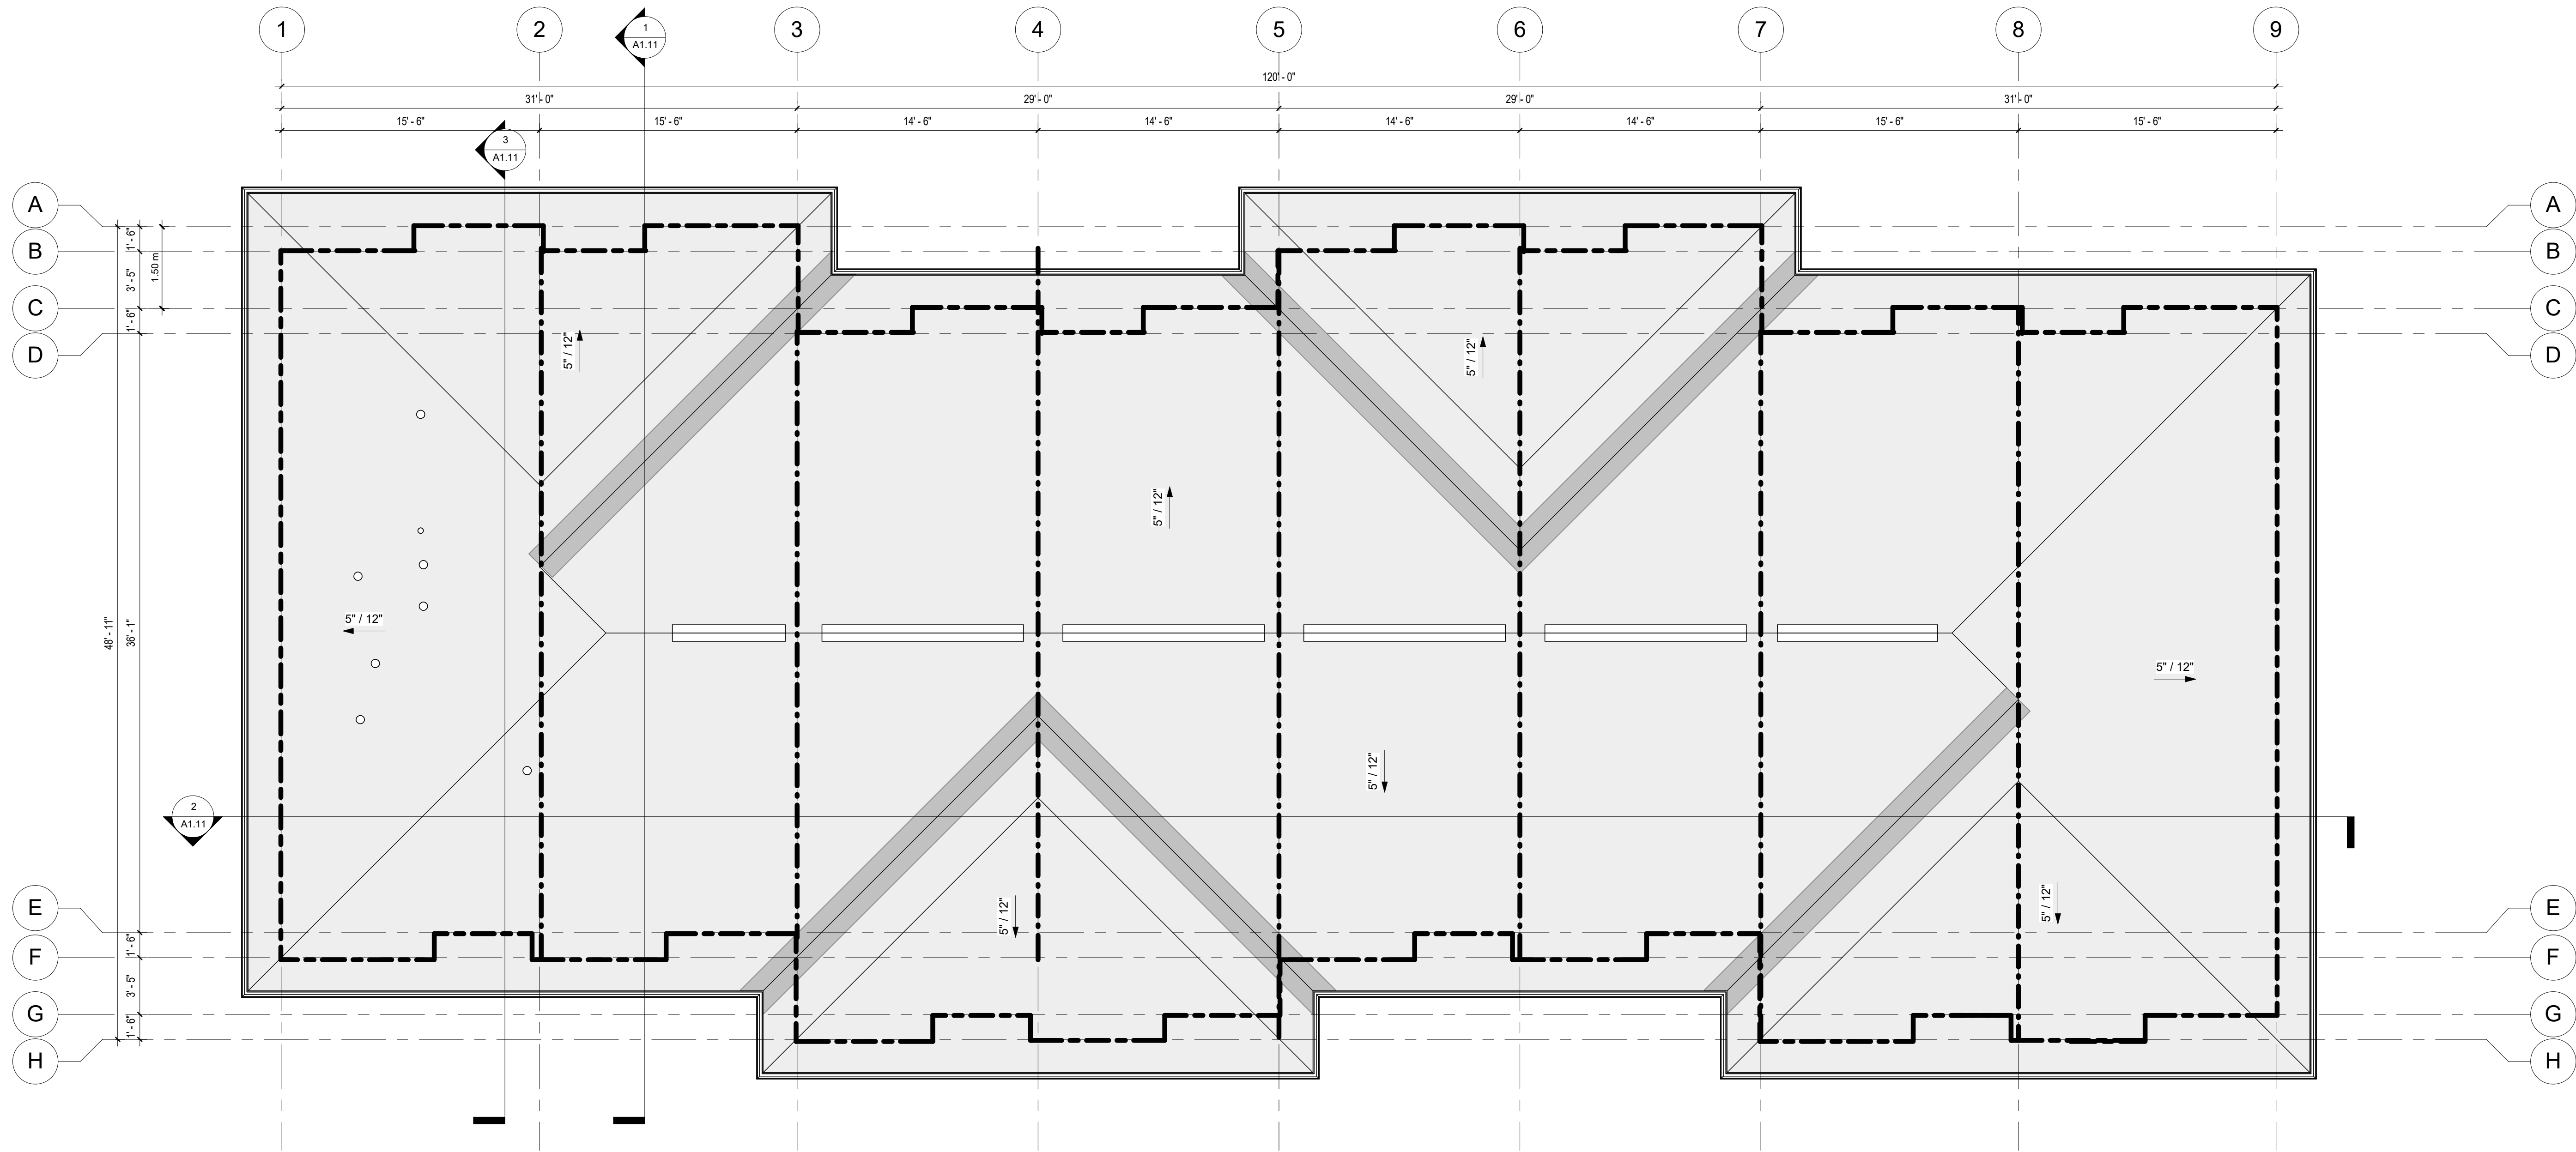 1 2 3 4 5 6 7 8 9
1
A1.11
120' - 0"
31' - 0" 29' - 0" 29' - 0" 31' - 0"
15' - 6" 15' - 6" 14' - 6" 14' - 6" 14' - 6" 14' - 6" 15' - 6" 15' - 6"
3
A1.11
A A
B B
C C
D D
1' - 6"
3' - 5"
1' - 6"
1.50 m
48' - 11"
36' - 1"
5" / 12"
5" / 12"
5" / 12"
5" / 12"
5" / 12"
5" / 12"
5" / 12"
5" / 12"
2
A1.11
E E
F F
G G
H H
1' - 6"
3' - 5"
1' - 6"